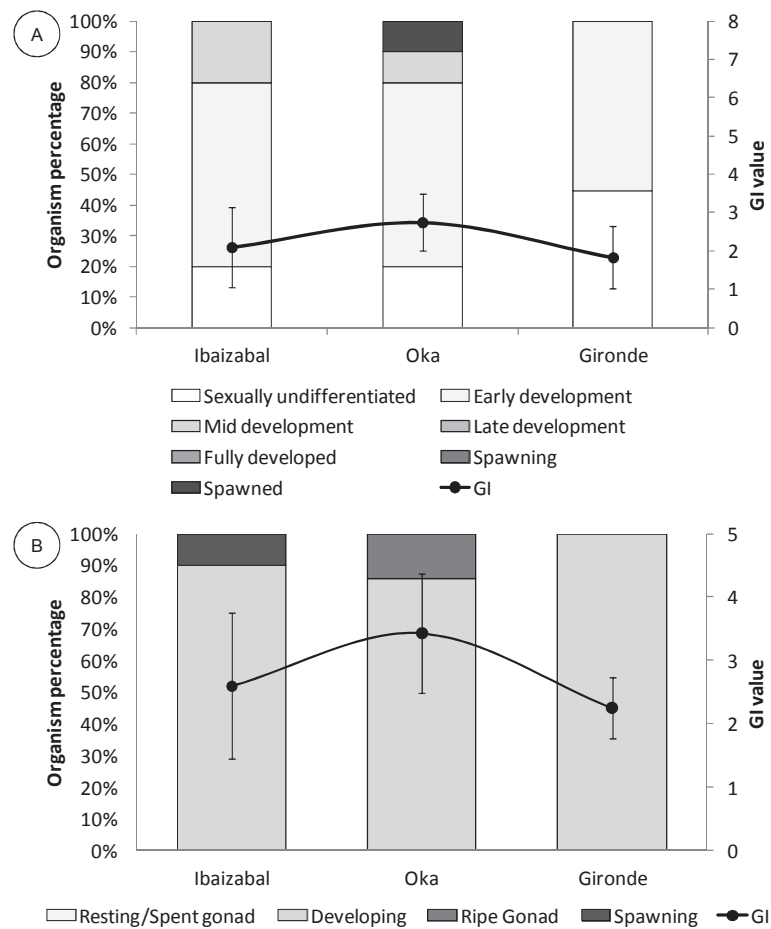 A
Organism percentage
100%
90%
80%
70%
60%
50%
40%
30%
20%
10%
0%
8
7
6
5
4
3
2
1
0
GI value
Ibaizabal Oka Gironde
Sexually undifferentiated Early development
Mid development Late development
Fully developed Spawning
Spawned GI
B
Organism percentage
100%
90%
80%
70%
60%
50%
40%
30%
20%
10%
0%
5
4
3
2
1
0
GI value
Ibaizabal Oka Gironde
Resting/Spent gonad Developing Ripe Gonad Spawning GI